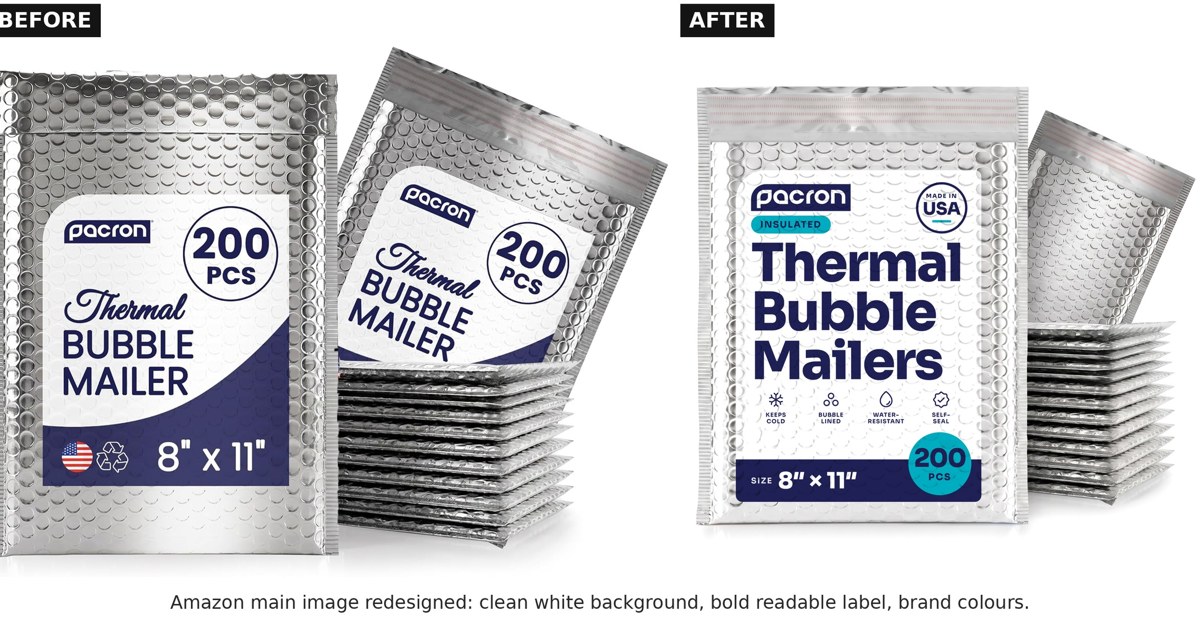 BEFORE
pacron
200
PCS
Thermal
BUBBLE
MAILER
8" x 11"
pacron
200
PCS
Thermal
BUBBLE
MAILER
AFTER
pacron
MADE IN
USA
INSULATED
Thermal
Bubble
Mailers
KEEPS
COLD
BUBBLE
LINED
WATER-
RESISTANT
SELF-
SEAL
SIZE 8” × 11”
200
PCS
Amazon main image redesigned: clean white background, bold readable label, brand colours.